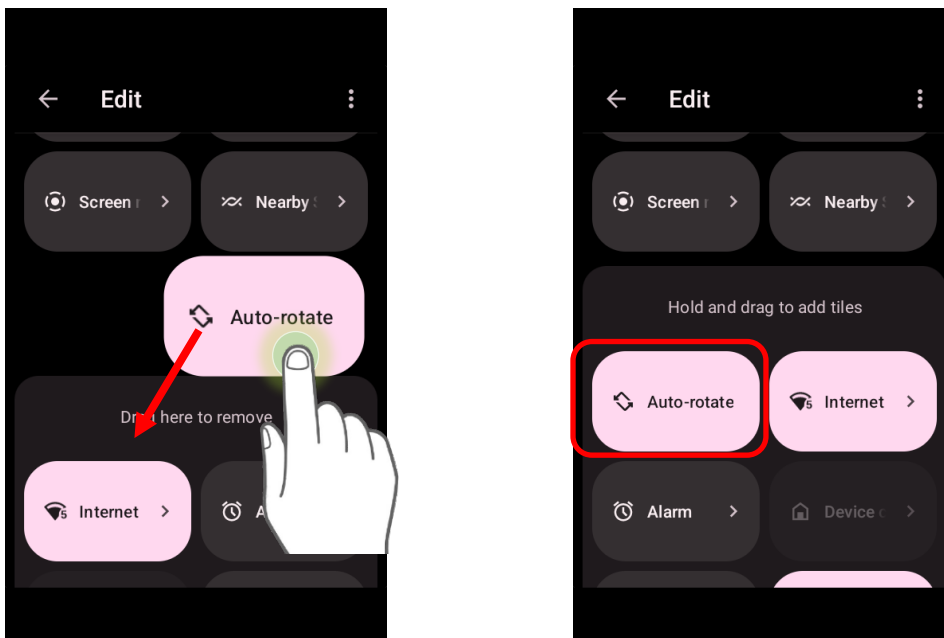 Edit
Screen
Nearby
Auto-rotate
here to remove
Internet
Edit
Screen
Nearby
Hold and drag to add tiles
Auto-rotate
5 Internet
Alarm
Device